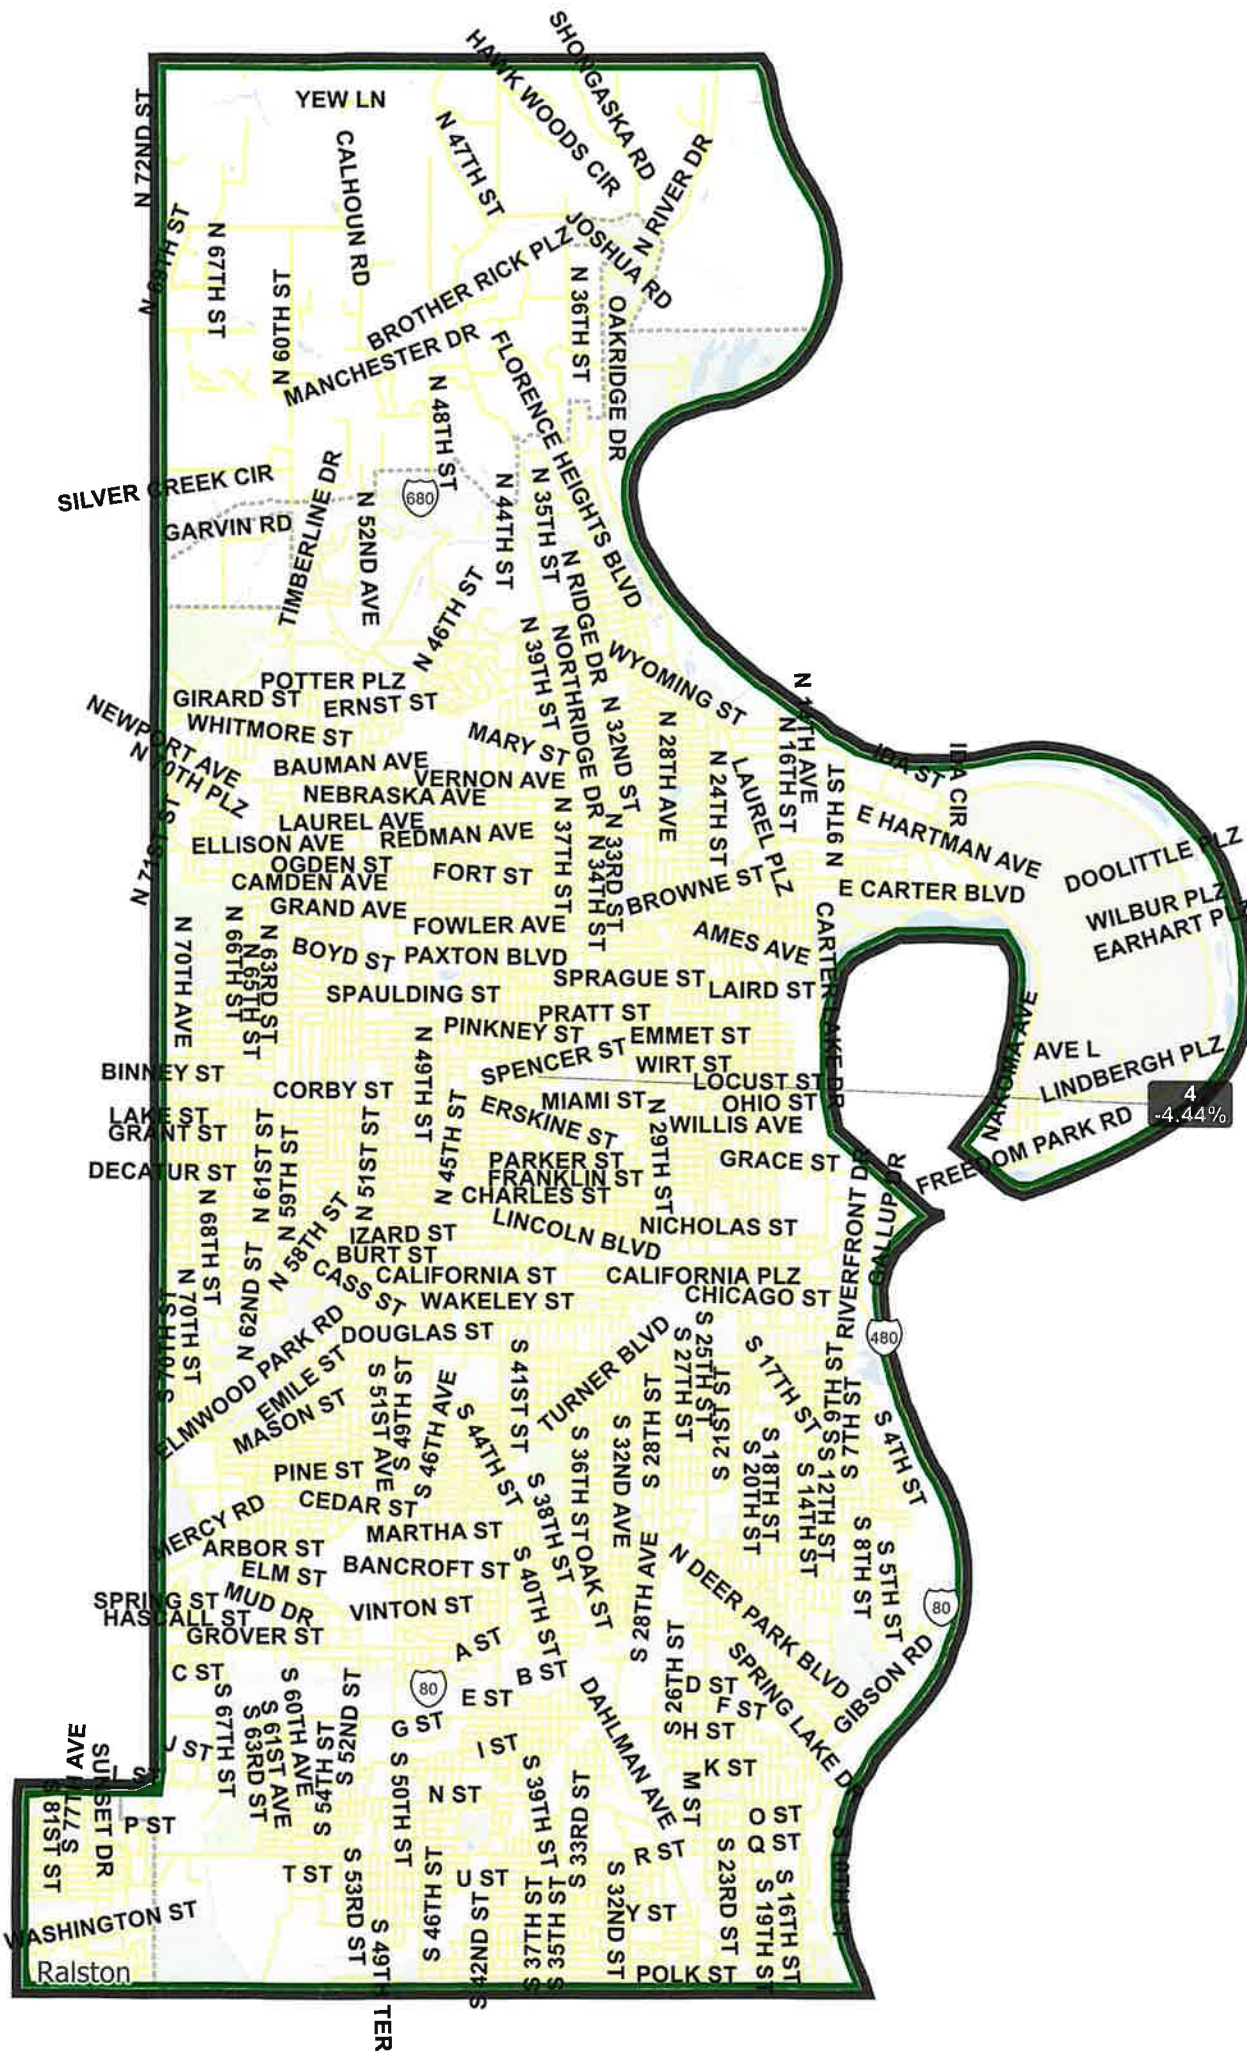 SHONGASKA RD
HAWK WOODS CIR
YEW LN
N 72ND ST
CALHOUN RD
N 47TH ST
N RIVER DR
N 69TH ST
N 67TH ST
JOSHUA RD
BROTHER RICK PLZ
N 60TH ST
N 36TH ST
OAKRIDGE DR
MANCHESTER DR
FLORENCE HEIGHTS BLVD
N 48TH ST
SILVER CREEK CIR
TIMBERLINE DR
680
N 44TH ST
N 35TH ST
GARVIN RD
N 52ND AVE
N RIDGE DR
N 46TH ST
N 39TH ST
NORTHRIDGE DR
WYOMING ST
POTTER PLZ
GIRARD ST
ERNST ST
N 32ND ST
NEWPORT AVE
WHITMORE ST
MARY ST
N 28TH AVE
N 16TH ST
IDA ST
IDA CIR
N 70TH PLZ
BAUMAN AVE
VERNON AVE
N 24TH ST
LAUREL PLZ
N 9TH ST
NEBRASKA AVE
N 37TH ST
N 71ST ST
LAUREL AVE
REDMAN AVE
E HARTMAN AVE
ELLISON AVE
N 34TH ST
N 33RD ST
DOOLITTLE PLZ
OGDEN ST
FORT ST
CAMDEN AVE
BROWNE ST
E CARTER BLVD
WILBUR PLZ
GRAND AVE
EARHART PLZ
FOWLER AVE
AMES AVE
CARTER LAKE DR
N 70TH AVE
N 66TH ST
N 65TH ST
N 63RD ST
BOYD ST
PAXTON BLVD
SPRAGUE ST
LAIRD ST
SPAULDING ST
PRATT ST
PINKNEY ST
EMMET ST
NAKOMA AVE
N 49TH ST
SPENCER ST
WIRT ST
AVE L
BINNEY ST
CORBY ST
LOCUST ST
LINDBERGH PLZ
MIAMI ST
OHIO ST
4
-4.44%
LAKE ST
ERSKINE ST
N 29TH ST
WILLIS AVE
FREEDOM PARK RD
GRANT ST
N 61ST ST
N 59TH ST
N 51ST ST
N 45TH ST
DECATUR ST
PARKER ST
GRACE ST
FRANKLIN ST
CHARLES ST
N 68TH ST
N 58TH ST
LINCOLN BLVD
NICHOLAS ST
RIVERFRONT DR
GALLUP DR
IZARD ST
BURT ST
N 62ND ST
CASS ST
CALIFORNIA ST
CALIFORNIA PLZ
N 70TH ST
S 70TH ST
WAKELEY ST
CHICAGO ST
480
DOUGLAS ST
ELMWOOD PARK RD
EMILE ST
S 51ST AVE
S 49TH ST
S 46TH AVE
S 41ST ST
TURNER BLVD
S 27TH ST
S 25TH ST
S 21ST ST
S 17TH ST
S 9TH ST
S 7TH ST
S 4TH ST
MASON ST
S 44TH ST
S 36TH ST
S 32ND AVE
S 28TH ST
S 20TH ST
S 18TH ST
S 14TH ST
S 12TH ST
PINE ST
CEDAR ST
S 38TH ST
MERCY RD
MARTHA ST
ARBOR ST
ELM ST
BANCROFT ST
S 40TH ST
OAK ST
S 28TH AVE
N DEER PARK BLVD
S 8TH ST
S 5TH ST
SPRING ST
MUD DR
VINTON ST
80
HASCALL ST
GROVER ST
A ST
C ST
B ST
S 26TH ST
SPRING LAKE DR
GIBSON RD
S 67TH ST
S 63RD ST
S 61ST AVE
S 60TH AVE
S 54TH ST
S 52ND ST
80
E ST
D ST
F ST
DAHLMAN AVE
G ST
H ST
J ST
I ST
K ST
L ST
S 77TH AVE
SUNSET DR
S 81ST ST
S 50TH ST
N ST
S 39TH ST
S 33RD ST
M ST
P ST
O ST
Q ST
R ST
T ST
S 53RD ST
S 46TH ST
U ST
S 42ND ST
S 37TH ST
S 35TH ST
S 32ND ST
S 23RD ST
S 19TH ST
S 16TH ST
S 10TH ST
WASHINGTON ST
S 49TH TER
Y ST
Ralston
POLK ST